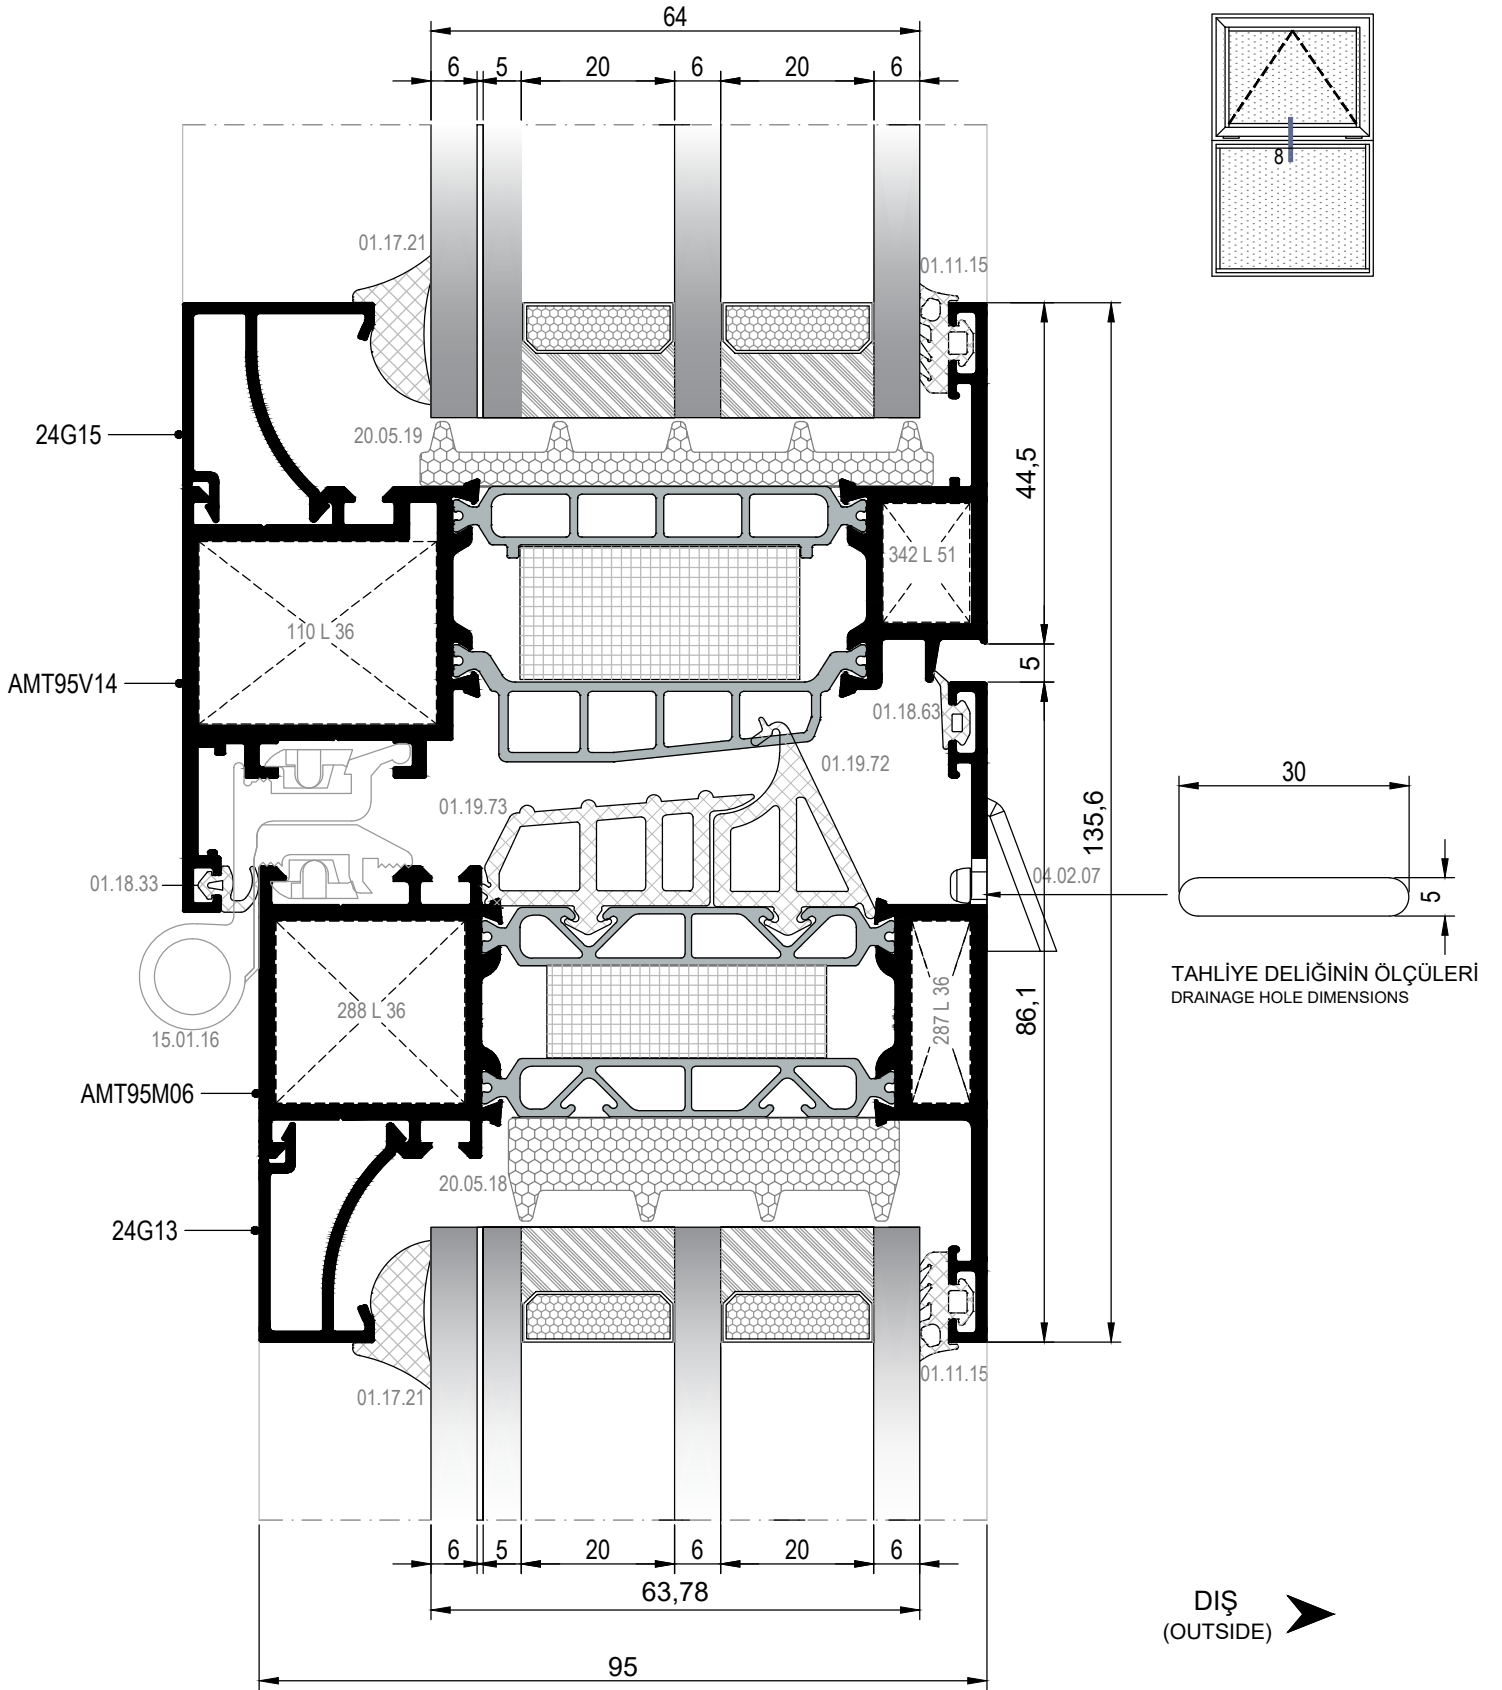 64
6 5 20 6 20 6
8
01.17.21
01.11.15
24G15
20.05.19
44,5
342 L 51
110 L 36
5
AMT95V14
01.18.63
01.19.72
01.19.73
135,6
30
01.18.33
04.02.07
5
TAHLİYE DELİĞİNİN ÖLÇÜLERİ
DRAINAGE HOLE DIMENSIONS
288 L 36
287 L 36
86,1
15.01.16
AMT95M06
20.05.18
24G13
01.17.21
01.11.15
6 5 20 6 20 6
63,78
DIŞ
(OUTSIDE)
95